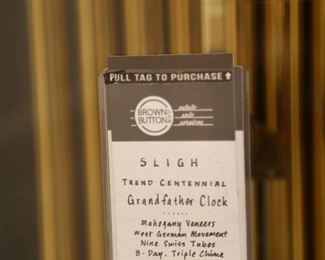 PULL TAG TO PURCHASE
BROWN
BUTTON
estate
sale
services
SLIGH
TREND CENTENNIAL
Grandfather Clock
Mahogany Veneers
West German Movement
Nine Swiss Tubes
8-Day, Triple Chime